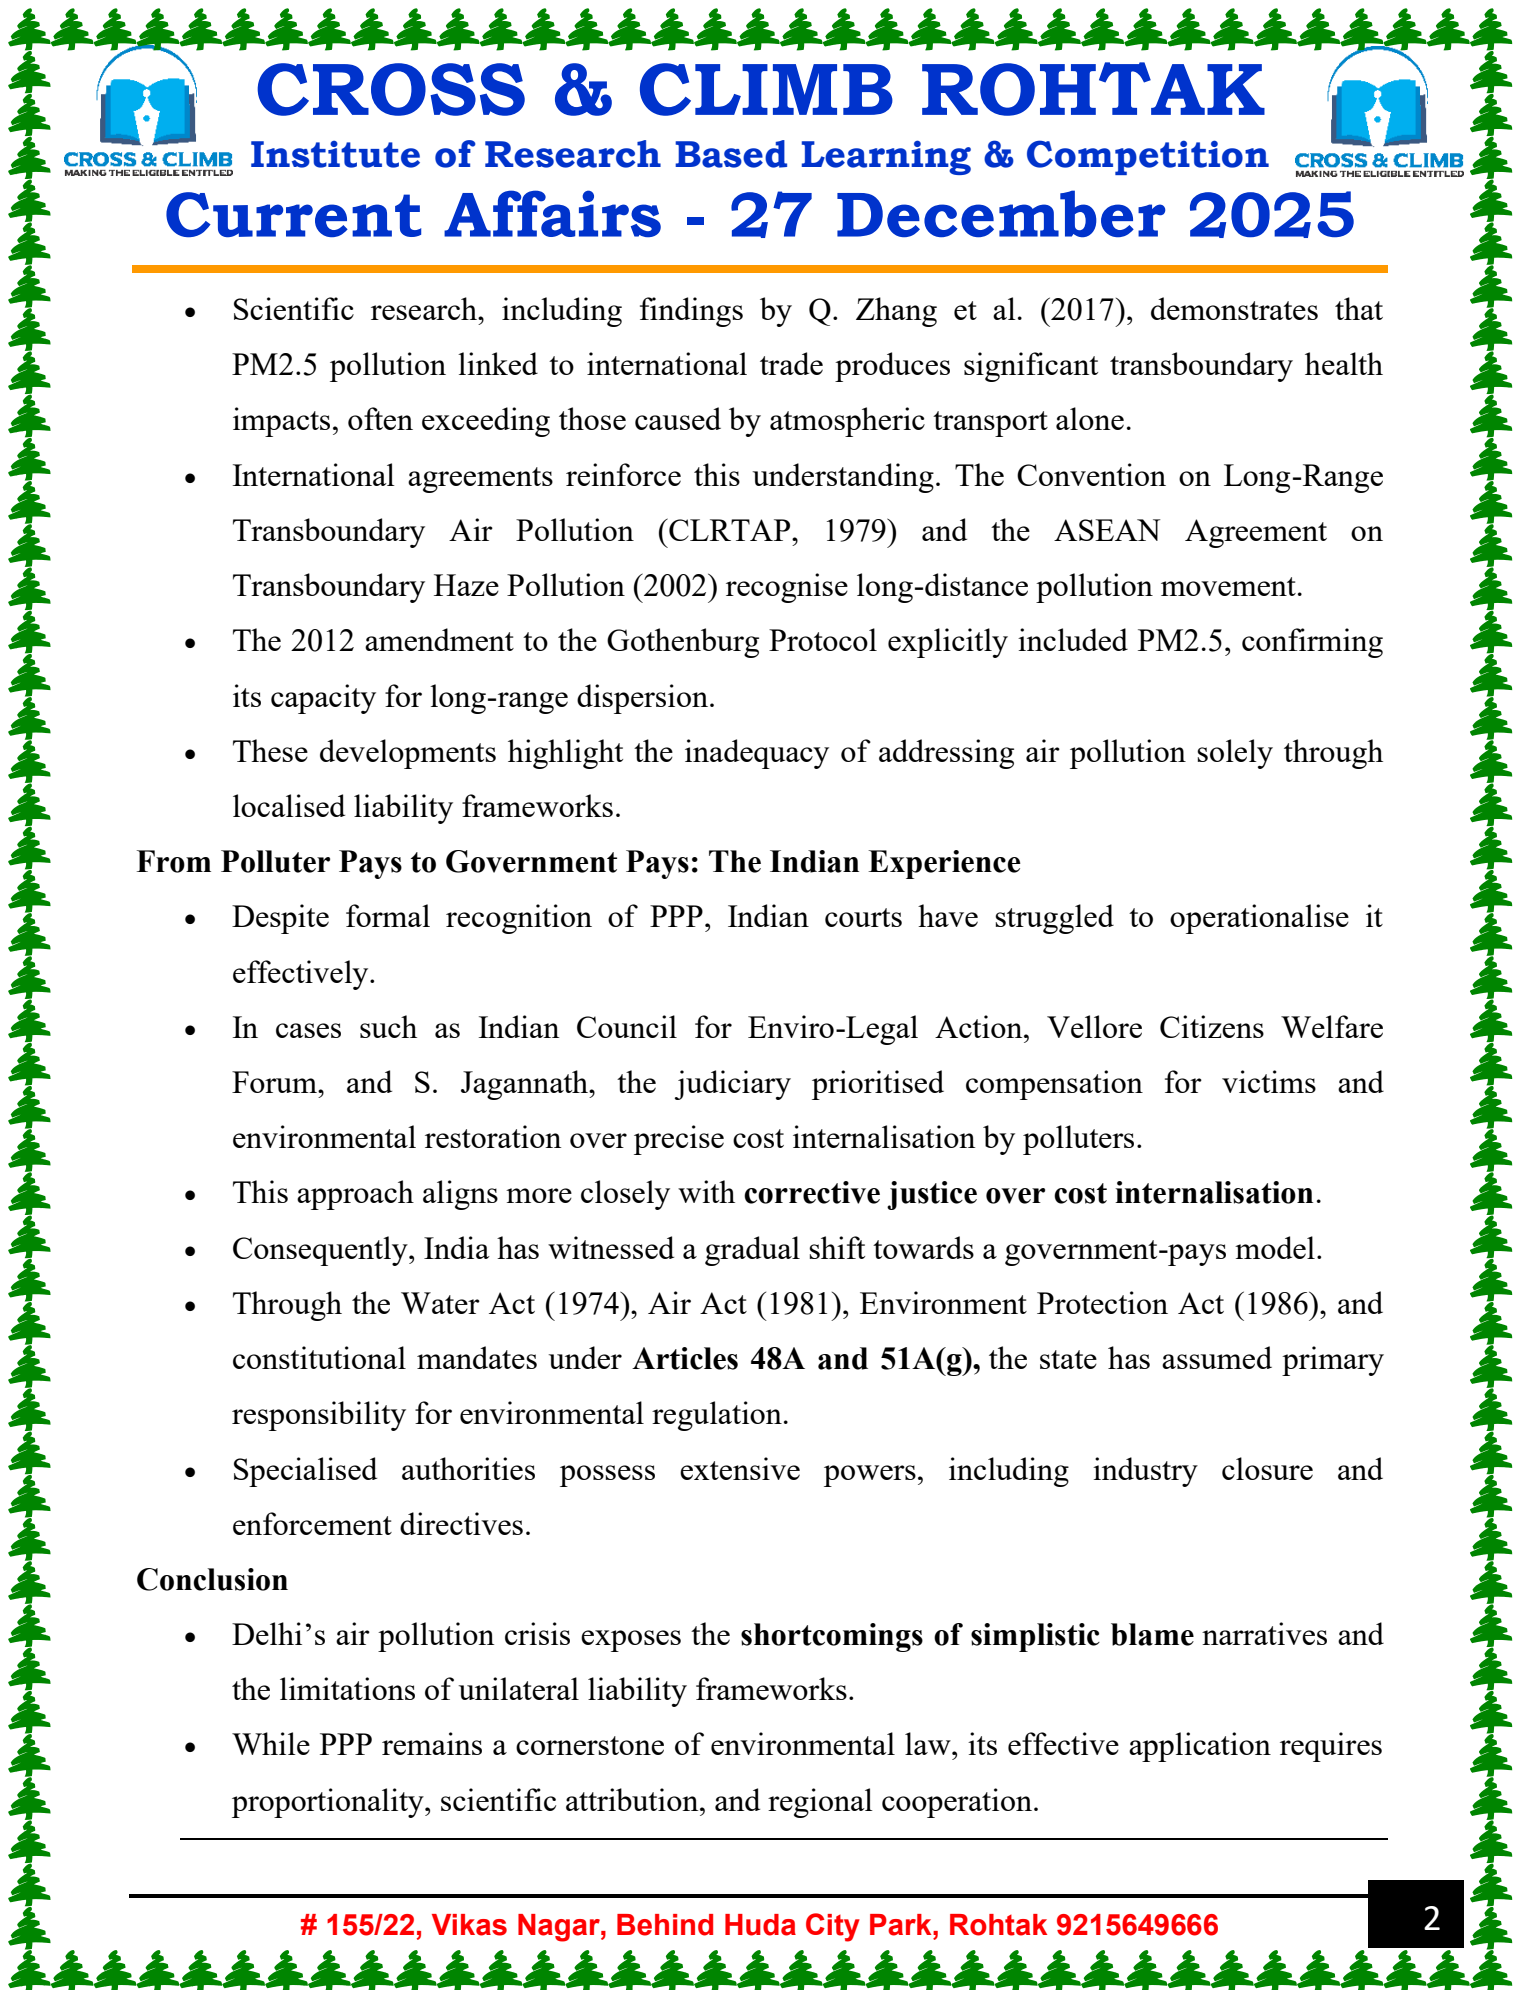 CROSS & CLIMB ROHTAK
CROSS & CLIMB
MAKING THE ELIGIBLE ENTITLED
Institute of Research Based Learning & Competition
CROSS & CLIMB
MAKING THE ELIGIBLE ENTITLED
Current Affairs - 27 December 2025
• Scientific research, including findings by Q. Zhang et al. (2017), demonstrates that
PM2.5 pollution linked to international trade produces significant transboundary health
impacts, often exceeding those caused by atmospheric transport alone.
• International agreements reinforce this understanding. The Convention on Long-Range
Transboundary Air Pollution (CLRTAP, 1979) and the ASEAN Agreement on
Transboundary Haze Pollution (2002) recognise long-distance pollution movement.
• The 2012 amendment to the Gothenburg Protocol explicitly included PM2.5, confirming
its capacity for long-range dispersion.
• These developments highlight the inadequacy of addressing air pollution solely through
localised liability frameworks.
From Polluter Pays to Government Pays: The Indian Experience
• Despite formal recognition of PPP, Indian courts have struggled to operationalise it
effectively.
• In cases such as Indian Council for Enviro-Legal Action, Vellore Citizens Welfare
Forum, and S. Jagannath, the judiciary prioritised compensation for victims and
environmental restoration over precise cost internalisation by polluters.
• This approach aligns more closely with corrective justice over cost internalisation.
• Consequently, India has witnessed a gradual shift towards a government-pays model.
• Through the Water Act (1974), Air Act (1981), Environment Protection Act (1986), and
constitutional mandates under Articles 48A and 51A(g), the state has assumed primary
responsibility for environmental regulation.
• Specialised authorities possess extensive powers, including industry closure and
enforcement directives.
Conclusion
• Delhi’s air pollution crisis exposes the shortcomings of simplistic blame narratives and
the limitations of unilateral liability frameworks.
• While PPP remains a cornerstone of environmental law, its effective application requires
proportionality, scientific attribution, and regional cooperation.
# 155/22, Vikas Nagar, Behind Huda City Park, Rohtak 9215649666
2